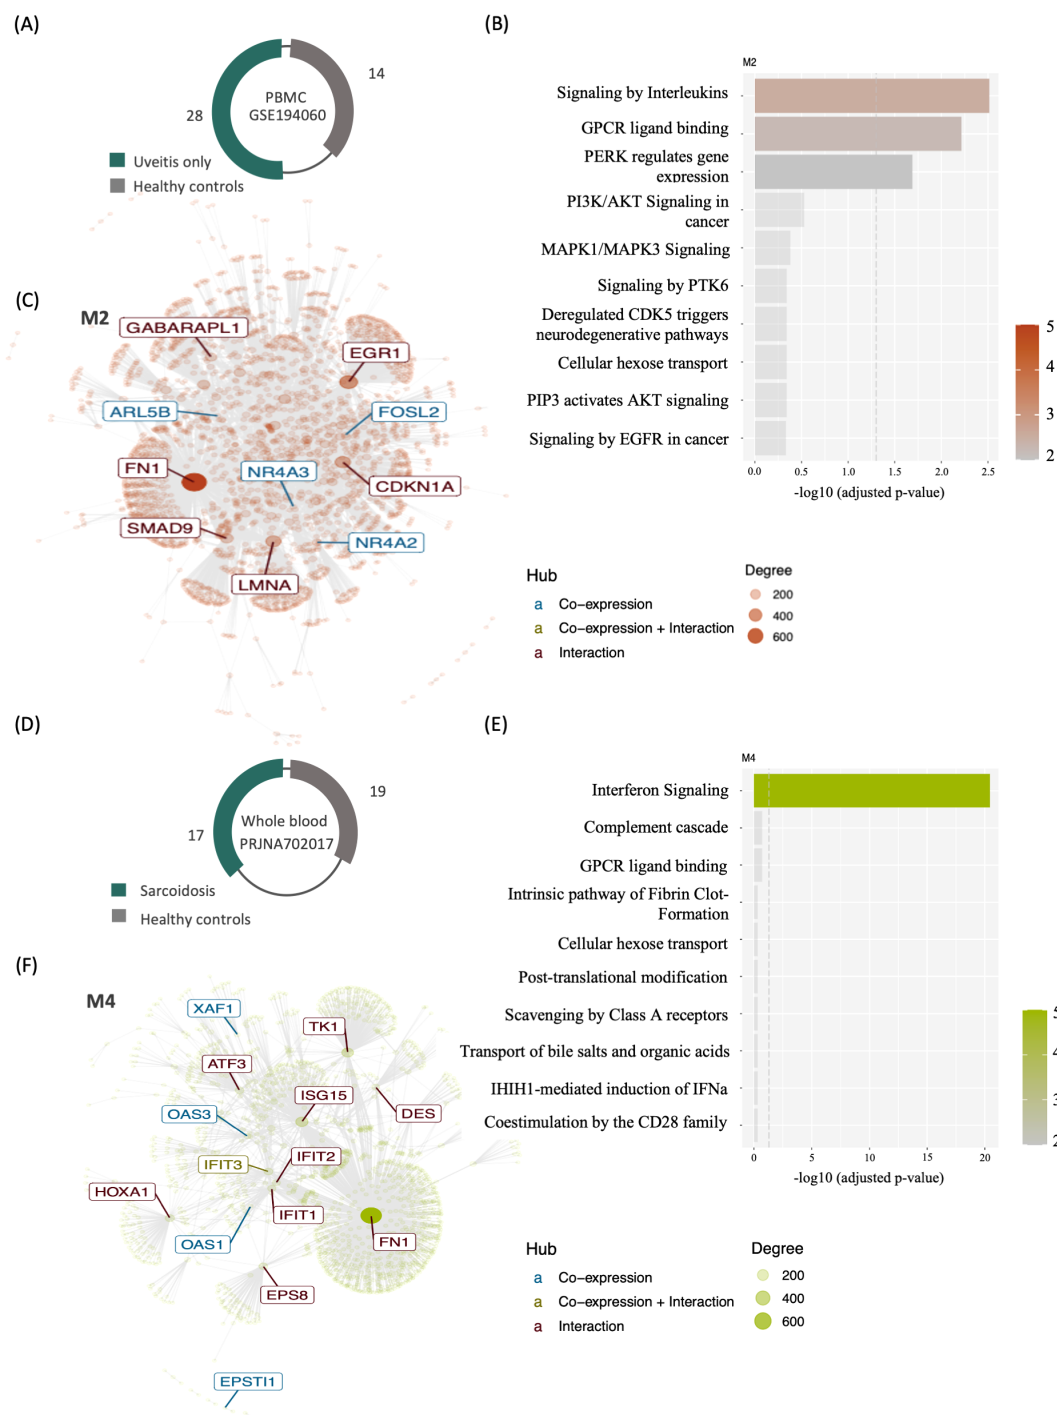 (A)
28
14
PBMC
GSE194060
Uveitis only
Healthy controls
(B)
M2
Signaling by Interleukins
GPCR ligand binding
PERK regulates gene
expression
PI3K/AKT Signaling in
cancer
MAPK1/MAPK3 Signaling
Signaling by PTK6
Deregulated CDK5 triggers
neurodegenerative pathways
Cellular hexose transport
PIP3 activates AKT signaling
Signaling by EGFR in cancer
0.0 0.5 1.0 1.5 2.0 2.5
-log10 (adjusted p-value)
5
4
3
2
(C)
M2
GABARAPL1
EGR1
ARL5B
FOSL2
FN1
NR4A3
CDKN1A
SMAD9
NR4A2
LMNA
Hub
a Co-expression
a Co-expression + Interaction
a Interaction
Degree
200
400
600
(D)
17
19
Whole blood
PRJNA702017
Sarcoidosis
Healthy controls
(E)
M4
Interferon Signaling
Complement cascade
GPCR ligand binding
Intrinsic pathway of Fibrin Clot-
Formation
Cellular hexose transport
Post-translational modification
Scavenging by Class A receptors
Transport of bile salts and organic acids
IHIH1-mediated induction of IFNa
Coestimulation by the CD28 family
0 5 10 15 20
-log10 (adjusted p-value)
5
4
3
2
(F)
M4
XAF1
TK1
ATF3
ISG15
OAS3
DES
IFIT3
IFIT2
HOXA1
IFIT1
OAS1
FN1
EPS8
EPSTI1
Hub
a Co-expression
a Co-expression + Interaction
a Interaction
Degree
200
400
600